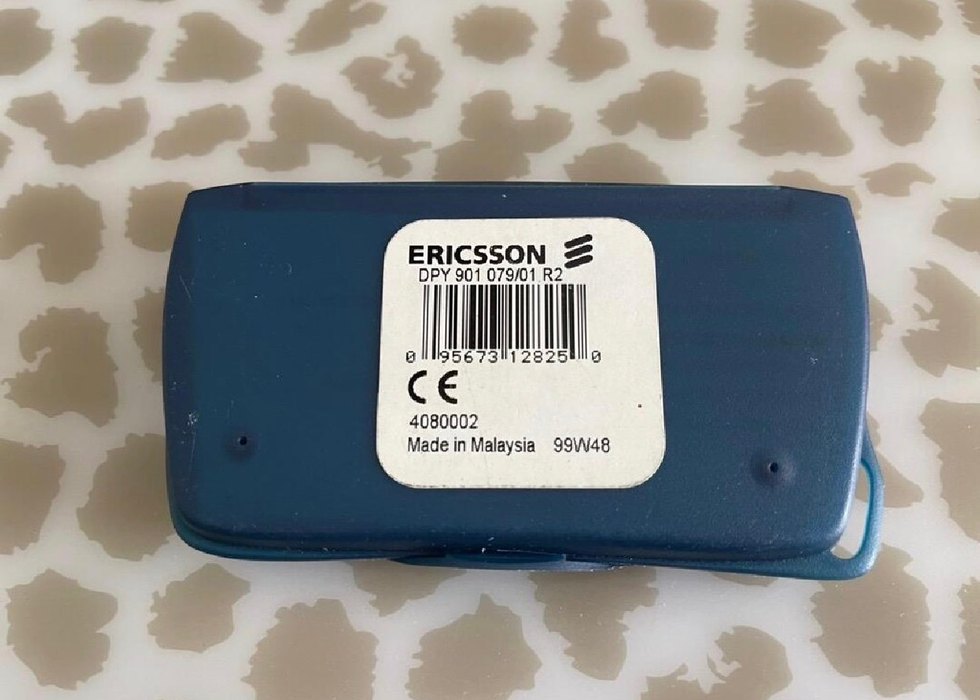 ERICSSON
DPY 901 079/01 R2
0 95673 12825 0
CE
4080002
Made in Malaysia 99W48